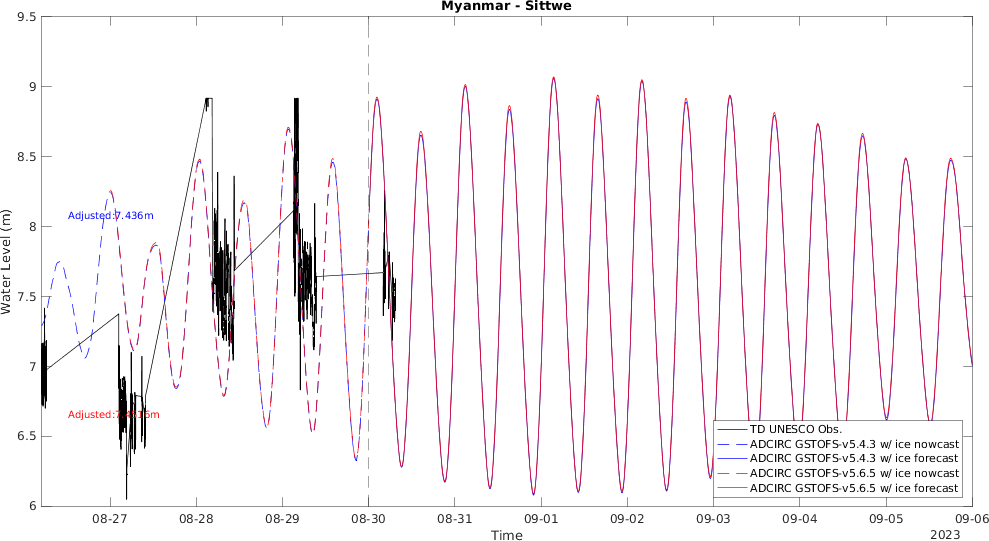 Myanmar - Sittwe
Water Level (m)
9.5
9
8.5
8
7.5
7
6.5
6
Adjusted:7.436m
TD UNESCO Obs.
ADCIRC GSTOFS-v5.4.3 w/ ice nowcast
ADCIRC GSTOFS-v5.4.3 w/ ice forecast
ADCIRC GSTOFS-v5.6.5 w/ ice nowcast
ADCIRC GSTOFS-v5.6.5 w/ ice forecast
08-27 08-28 08-29 08-30 08-31 09-01 09-02 09-03 09-04 09-05 09-06
Time
2023